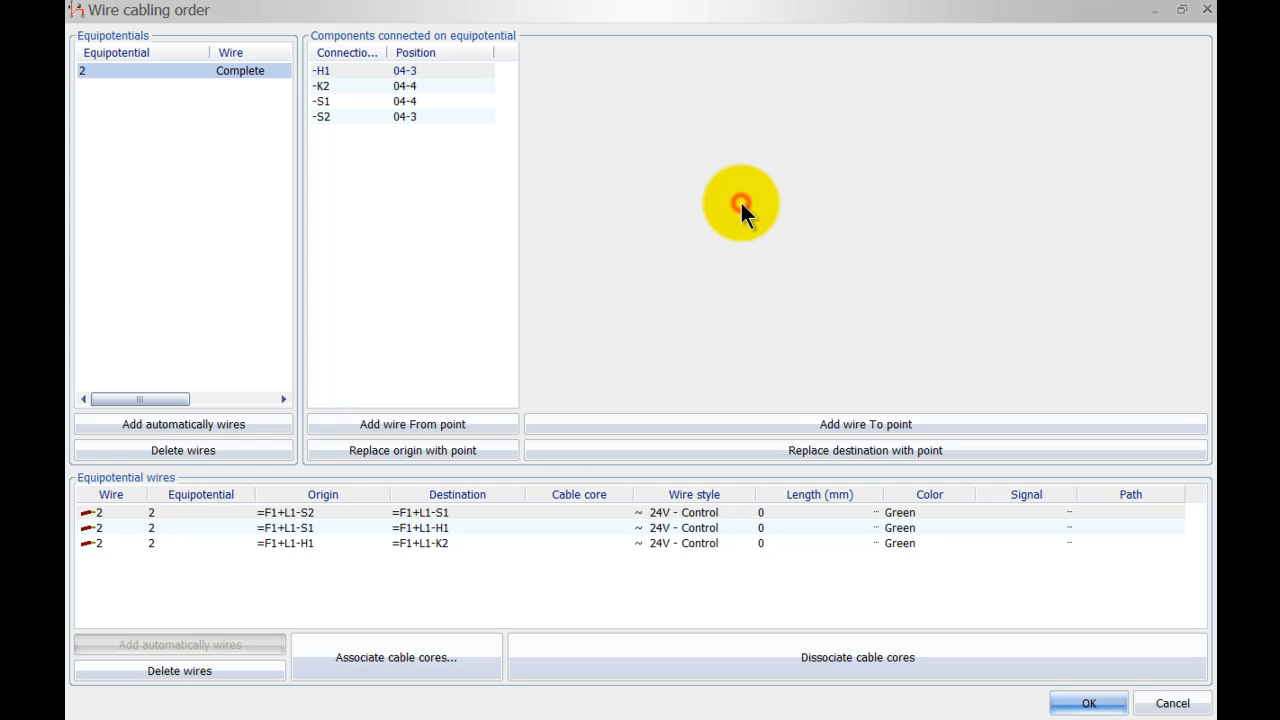 Wire cabling order
Equipotentials
Equipotential Wire
2 Complete
Components connected on equipotential
Connectio... Position
-H1 04-3
-K2 04-4
-S1 04-4
-S2 04-3
Add automatically wires
Delete wires
Add wire From point
Replace origin with point
Add wire To point
Replace destination with point
Equipotential wires
Wire Equipotential Origin Destination Cable core Wire style Length (mm) Color Signal Path
2 2 =F1+L1-S2 =F1+L1-S1 ~ 24V - Control 0 ... Green ...
2 2 =F1+L1-S1 =F1+L1-H1 ~ 24V - Control 0 ... Green ...
2 2 =F1+L1-H1 =F1+L1-K2 ~ 24V - Control 0 ... Green ...
Add automatically wires
Delete wires
Associate cable cores...
Dissociate cable cores
OK
Cancel